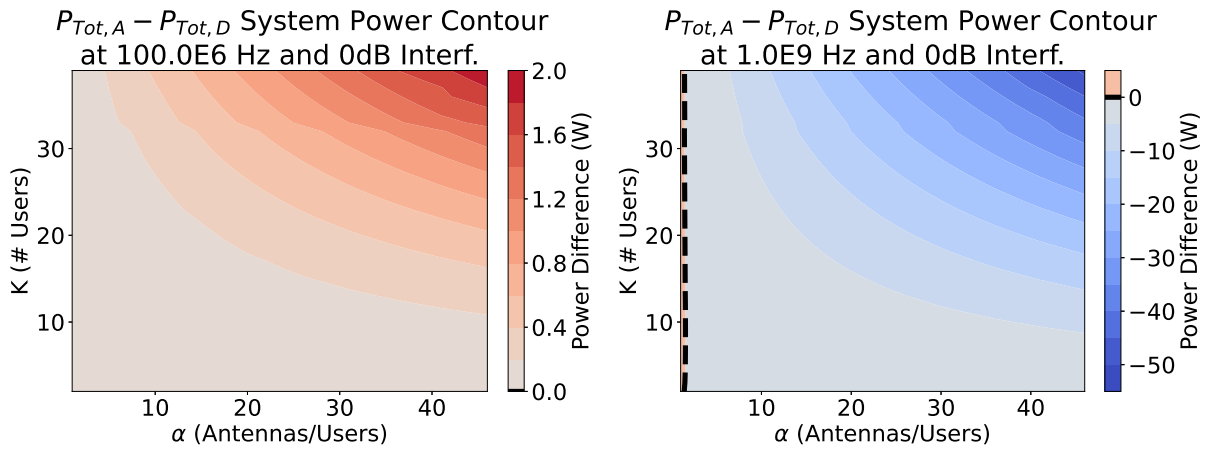 P_{Tot, A} − P_{Tot, D} System Power Contour
at 100.0E6 Hz and 0dB Interf.
K (# Users)
30
20
10
10 20 30 40
α (Antennas/Users)
2.0
1.6
1.2
0.8
0.4
0.0
Power Difference (W)
P_{Tot, A} − P_{Tot, D} System Power Contour
at 1.0E9 Hz and 0dB Interf.
K (# Users)
30
20
10
10 20 30 40
α (Antennas/Users)
0
−10
−20
−30
−40
−50
Power Difference (W)